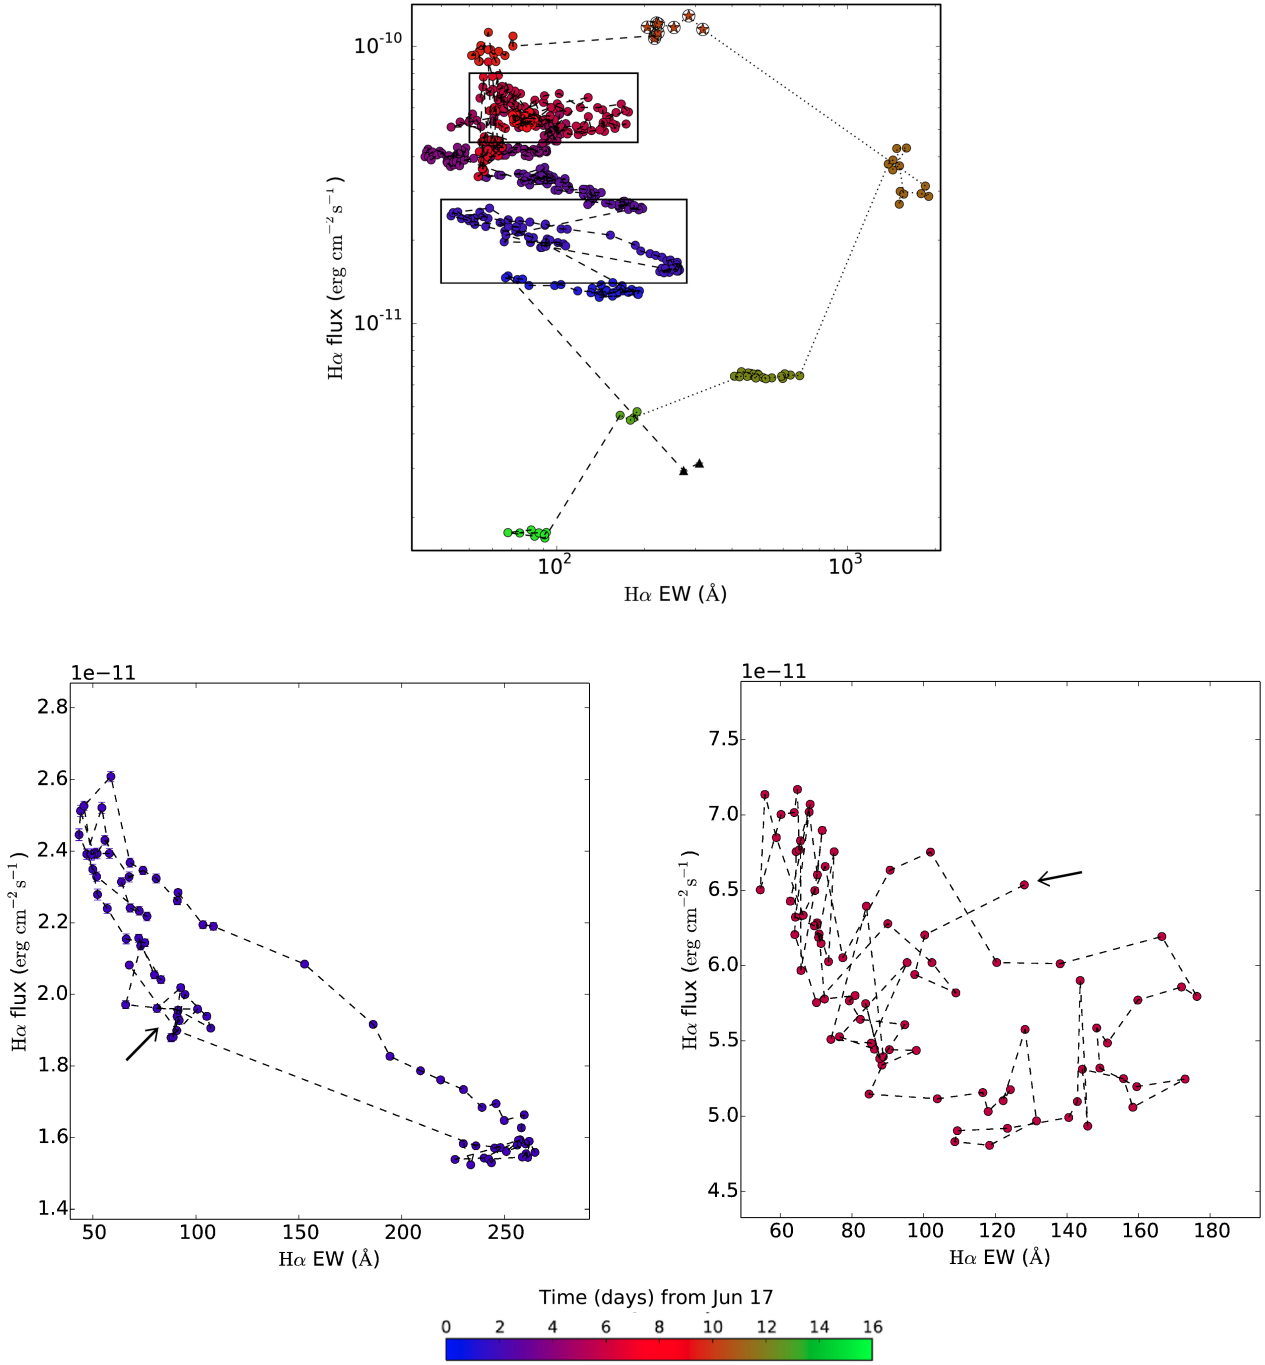 10⁻¹⁰
10⁻¹¹
Hα flux (erg cm⁻² s⁻¹)
10² 10³
Hα EW (Å)
1e−11
2.8
2.6
2.4
2.2
2.0
1.8
1.6
1.4
Hα flux (erg cm⁻² s⁻¹)
50 100 150 200 250
Hα EW (Å)
1e−11
7.5
7.0
6.5
6.0
5.5
5.0
4.5
Hα flux (erg cm⁻² s⁻¹)
60 80 100 120 140 160 180
Hα EW (Å)
Time (days) from Jun 17
0 2 4 6 8 10 12 14 16